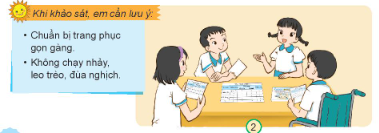 Khi khảo sát, em cần lưu ý:
• Chuẩn bị trang phục
gọn gàng.
• Không chạy nhảy,
leo trèo, đùa nghịch.
2